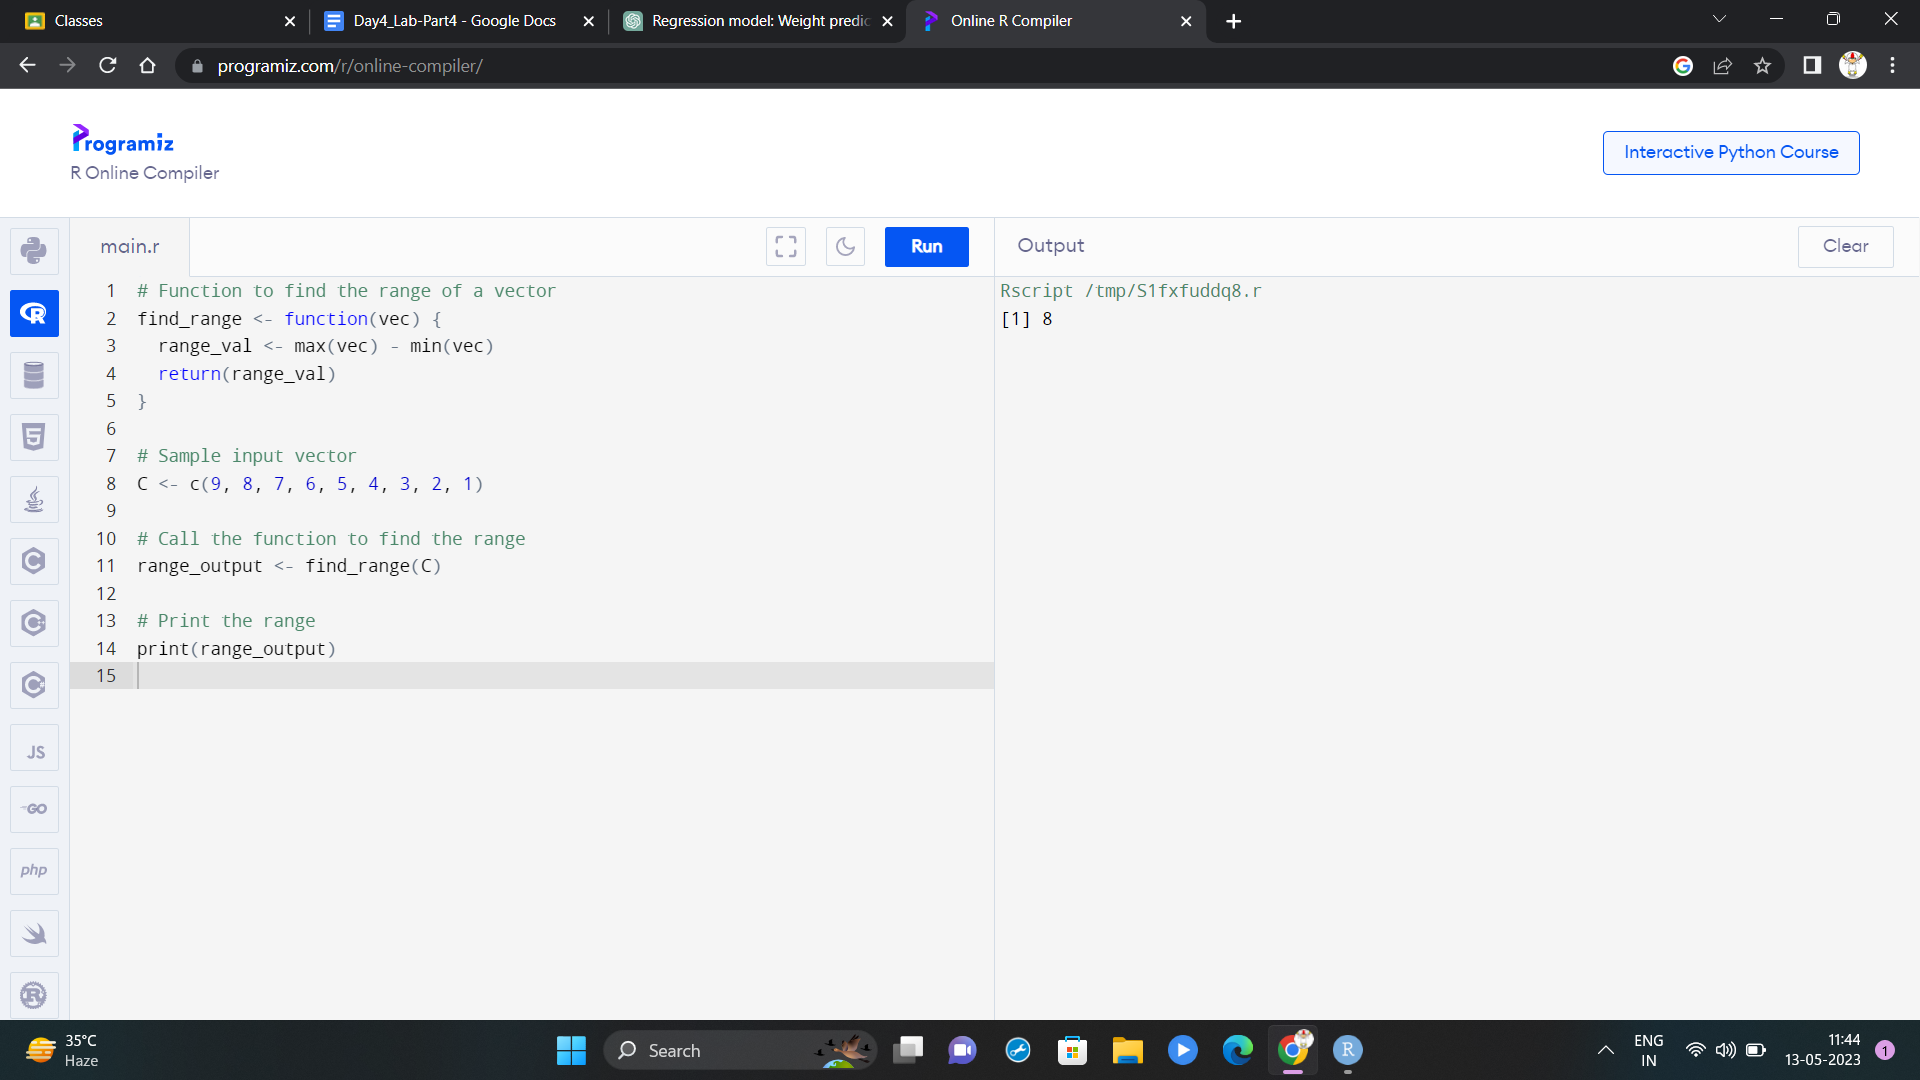 Classes
Day4_Lab-Part4 - Google Docs
Regression model: Weight predic
Online R Compiler
programiz.com/r/online-compiler/
Programiz
R Online Compiler
Interactive Python Course
main.r
Run
Output
Clear
1 # Function to find the range of a vector
2 find_range <- function(vec) {
3   range_val <- max(vec) - min(vec)
4   return(range_val)
5 }
6
7 # Sample input vector
8 C <- c(9, 8, 7, 6, 5, 4, 3, 2, 1)
9
10 # Call the function to find the range
11 range_output <- find_range(C)
12
13 # Print the range
14 print(range_output)
15
Rscript /tmp/S1fxfuddq8.r
[1] 8
JS
GO
php
35°C
Haze
Search
R
ENG
IN
11:44
13-05-2023
1